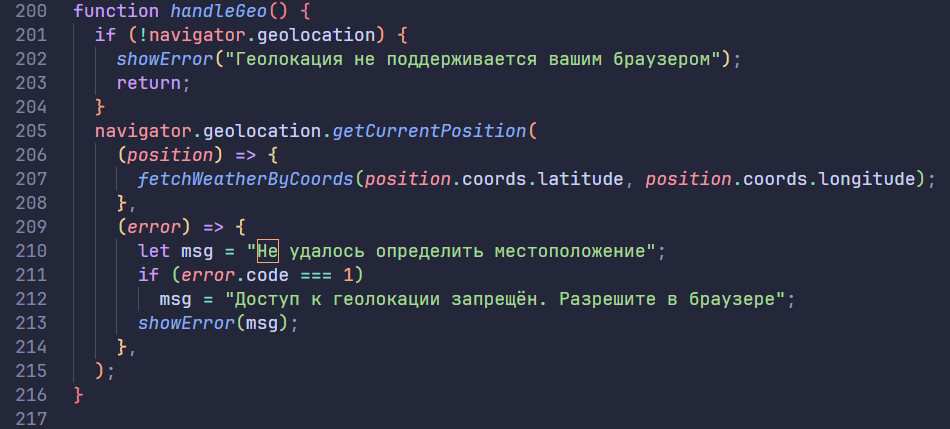 200 function handleGeo() {
201   if (!navigator.geolocation) {
202     showError("Геолокация не поддерживается вашим браузером");
203     return;
204   }
205   navigator.geolocation.getCurrentPosition(
206     (position) => {
207       fetchWeatherByCoords(position.coords.latitude, position.coords.longitude);
208     },
209     (error) => {
210       let msg = "Не удалось определить местоположение";
211       if (error.code === 1)
212         msg = "Доступ к геолокации запрещён. Разрешите в браузере";
213       showError(msg);
214     },
215   );
216 }
217